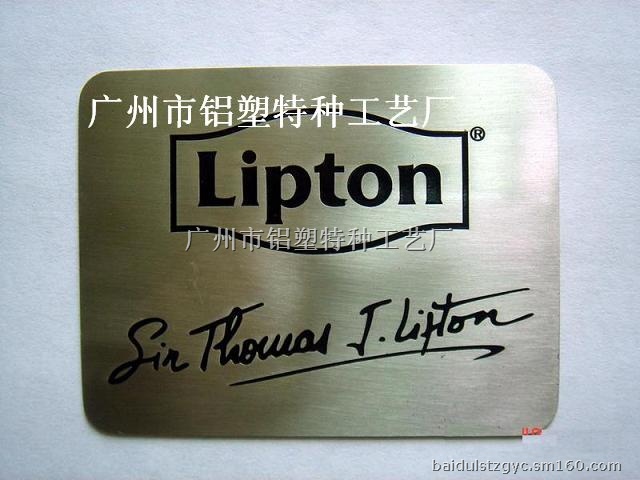 广州市铝塑特种工艺厂
Lipton®
广州市铝塑特种工艺厂
Sir Thomas J. Lipton
baidulstzgyc.sm160.com